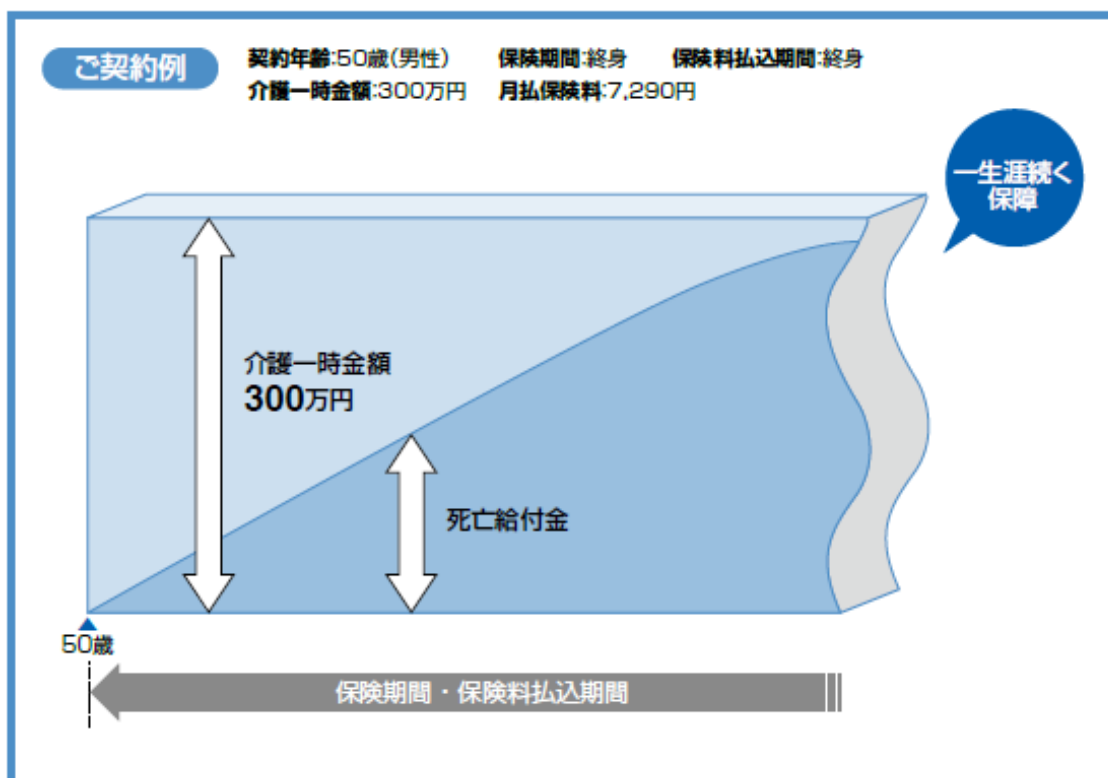 ご契約例
契約年齢:50歳(男性) 保険期間:終身 保険料払込期間:終身
介護一時金額:300万円 月払保険料:7,290円
一生涯続く
保障
介護一時金額
300万円
死亡給付金
50歳
保険期間・保険料払込期間